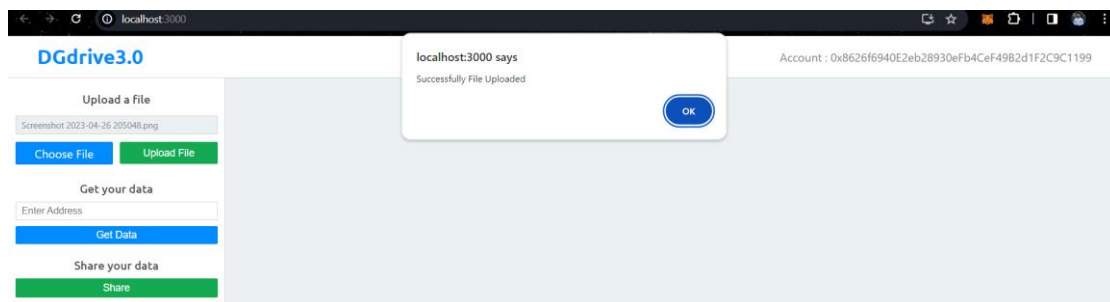 localhost:3000
DGdrive3.0
localhost:3000 says
Successfully File Uploaded
OK
Account : 0x8626f6940E2eb28930eFb4CeF49B2d1F2C9C1199
Upload a file
Screenshot 2023-04-26 205048.png
Choose File
Upload File
Get your data
Enter Address
Get Data
Share your data
Share